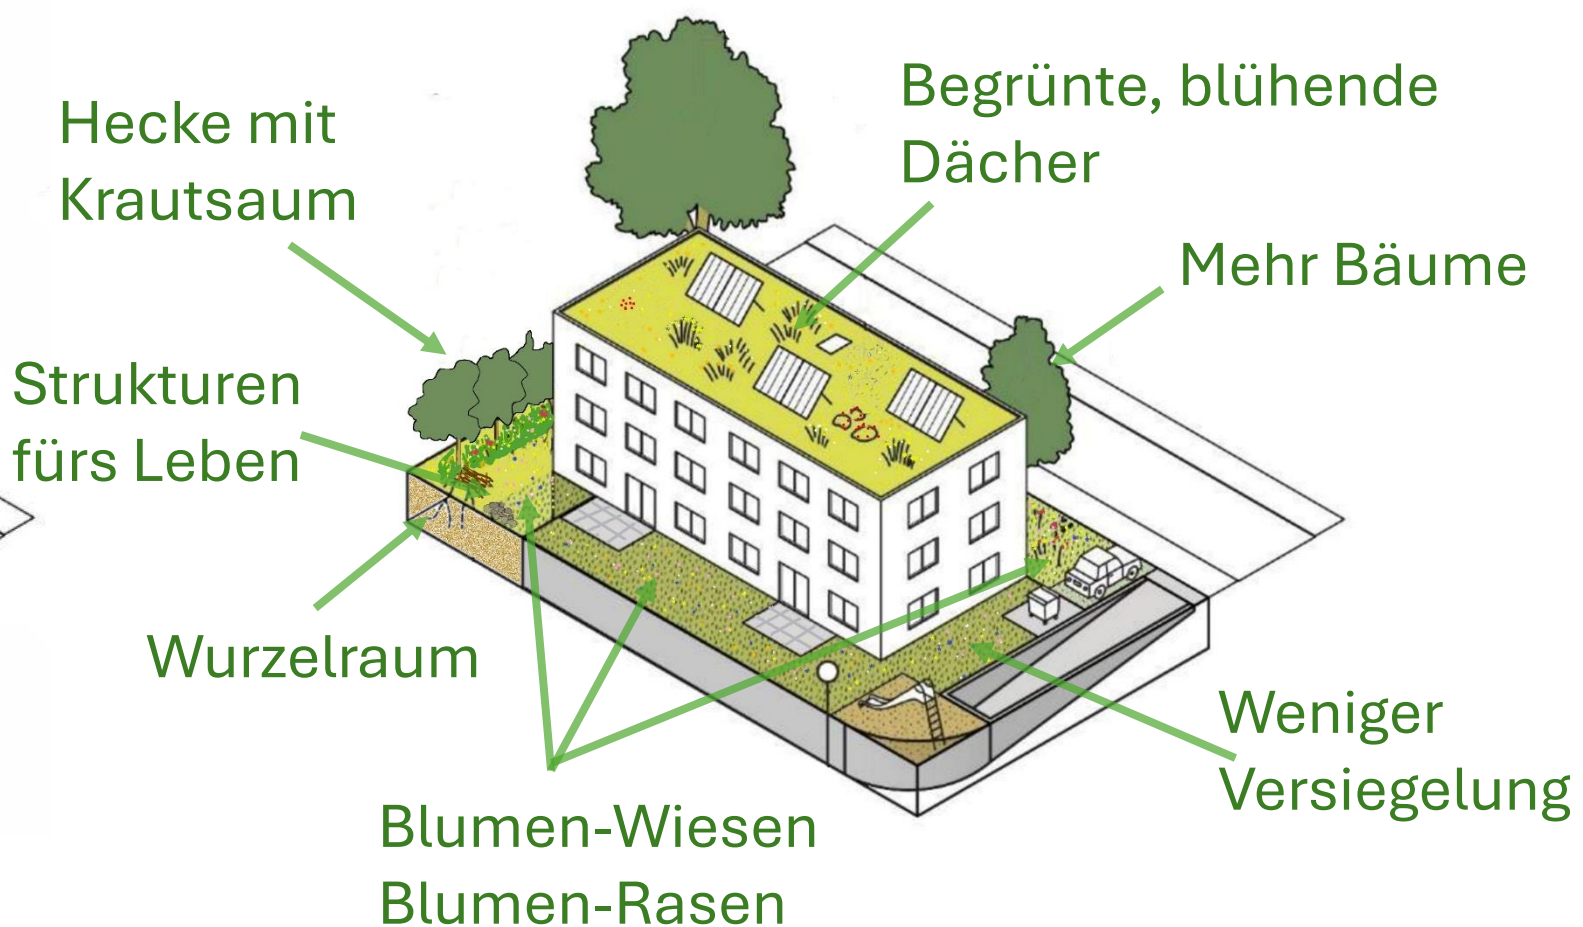 Hecke mit
Krautsaum
Begrünte, blühende
Dächer
Mehr Bäume
Strukturen
fürs Leben
Wurzelraum
Weniger
Versiegelung
Blumen-Wiesen
Blumen-Rasen